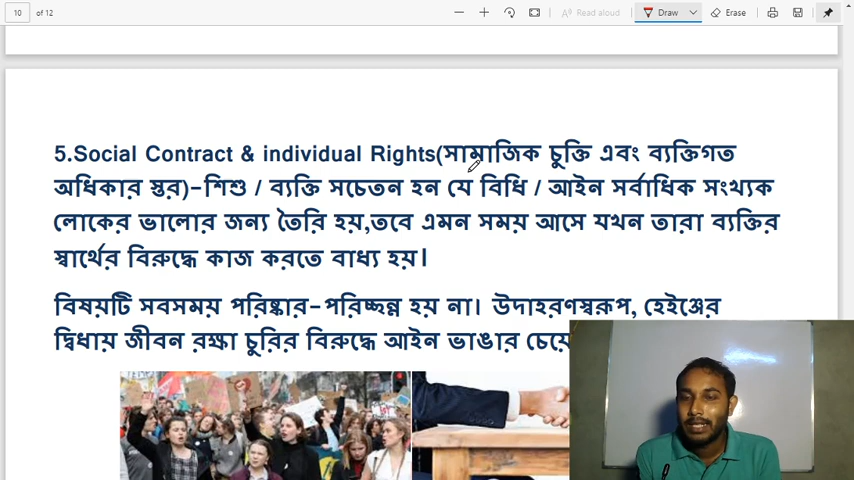 10 of 12
Read aloud
Draw
Erase
5.Social Contract & individual Rights(সামাজিক চুক্তি এবং ব্যক্তিগত
অধিকার স্তর)-শিশু / ব্যক্তি সচেতন হন যে বিধি / আইন সর্বাধিক সংখ্যক
লোকের ভালোর জন্য তৈরি হয়,তবে এমন সময় আসে যখন তারা ব্যক্তির
স্বার্থের বিরুদ্ধে কাজ করতে বাধ্য হয়।
বিষয়টি সবসময় পরিষ্কার-পরিচ্ছন্ন হয় না। উদাহরণস্বরূপ, হেইঞ্জের
দ্বিধায় জীবন রক্ষা চুরির বিরুদ্ধে আইন ভাঙার চেয়ে